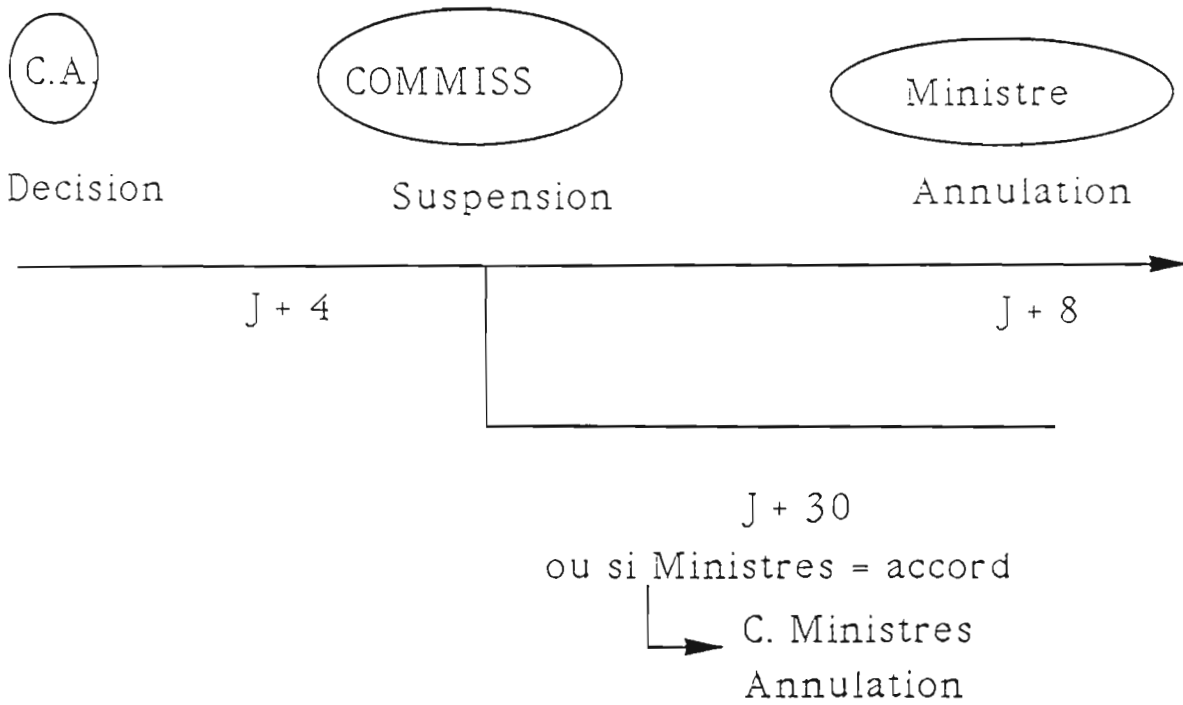 C.A.
COMMISS
Ministre
Decision
Suspension
Annulation
J + 4
J + 8
J + 30
ou si Ministres = accord
C. Ministres
Annulation